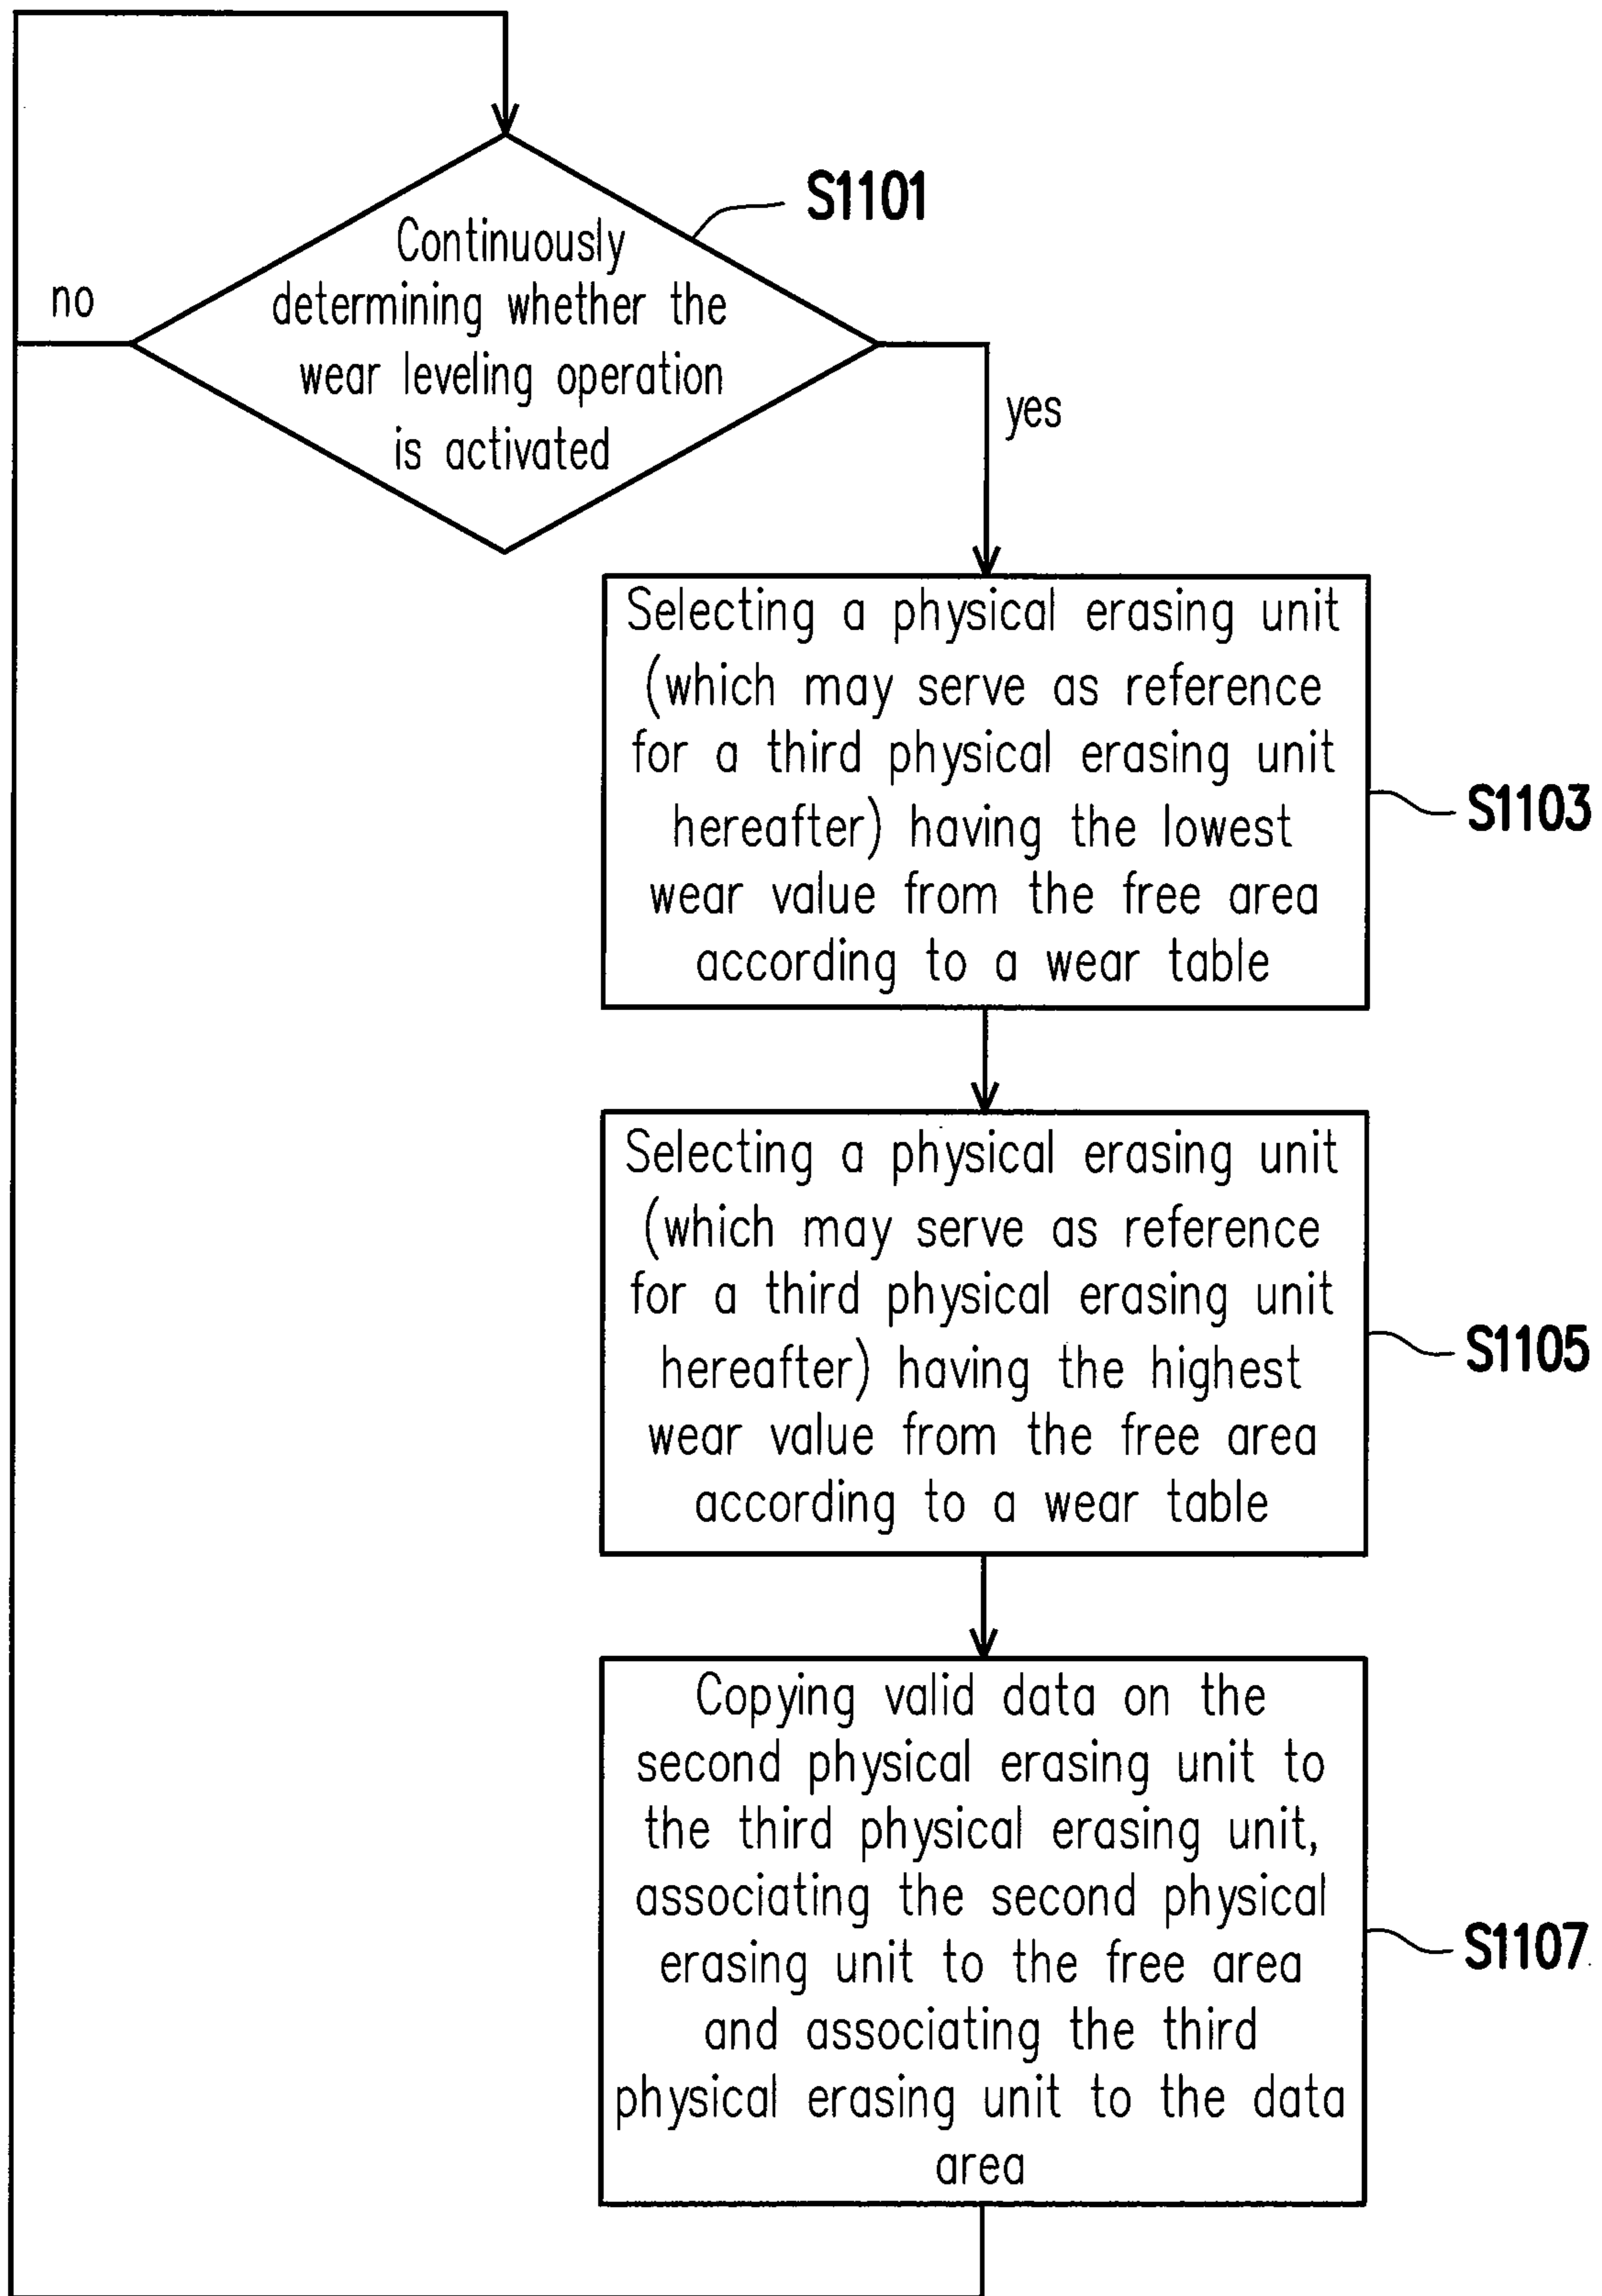 S1101
Continuously
determining whether the
wear leveling operation
is activated
no
yes
Selecting a physical erasing unit
(which may serve as reference
for a third physical erasing unit
hereafter) having the lowest
wear value from the free area
according to a wear table
S1103
Selecting a physical erasing unit
(which may serve as reference
for a third physical erasing unit
hereafter) having the highest
wear value from the free area
according to a wear table
S1105
Copying valid data on the
second physical erasing unit to
the third physical erasing unit,
associating the second physical
erasing unit to the free area
and associating the third
physical erasing unit to the data
area
S1107